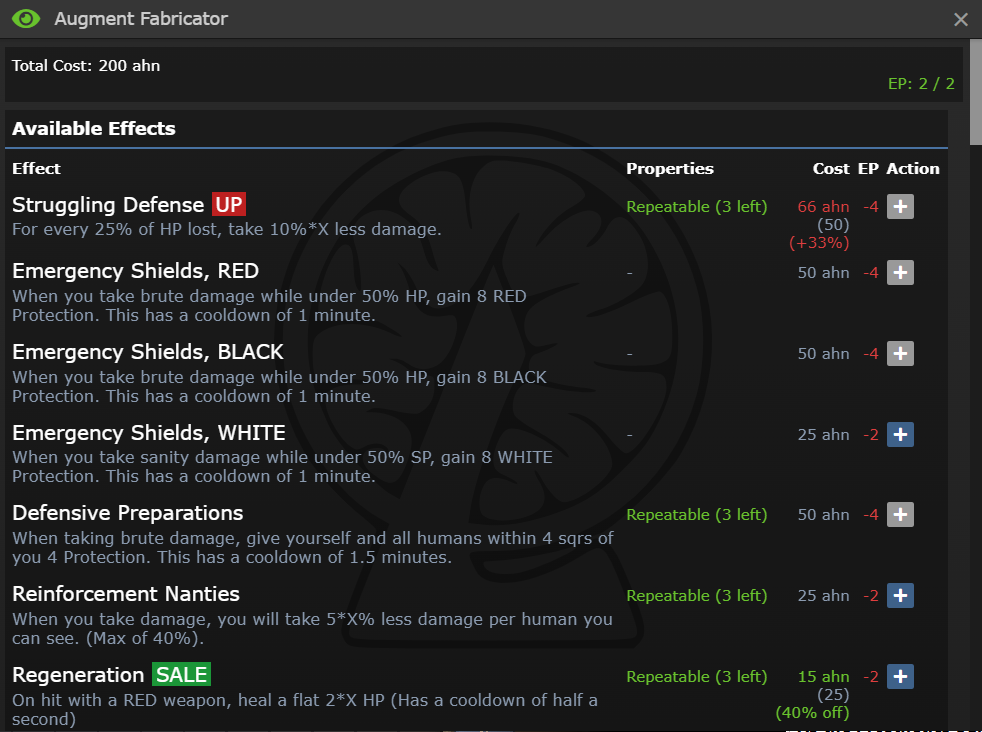 Augment Fabricator
Total Cost: 200 ahn
EP: 2 / 2
Available Effects
Effect Properties Cost EP Action
Struggling Defense UP Repeatable (3 left) 66 ahn -4 +
For every 25% of HP lost, take 10%*X less damage. (50)
(+33%)
Emergency Shields, RED - 50 ahn -4 +
When you take brute damage while under 50% HP, gain 8 RED
Protection. This has a cooldown of 1 minute.
Emergency Shields, BLACK - 50 ahn -4 +
When you take brute damage while under 50% HP, gain 8 BLACK
Protection. This has a cooldown of 1 minute.
Emergency Shields, WHITE - 25 ahn -2 +
When you take sanity damage while under 50% SP, gain 8 WHITE
Protection. This has a cooldown of 1 minute.
Defensive Preparations Repeatable (3 left) 50 ahn -4 +
When taking brute damage, give yourself and all humans within 4 sqrs of
you 4 Protection. This has a cooldown of 1.5 minutes.
Reinforcement Nanties Repeatable (3 left) 25 ahn -2 +
When you take damage, you will take 5*X% less damage per human you
can see. (Max of 40%).
Regeneration SALE Repeatable (3 left) 15 ahn -2 +
On hit with a RED weapon, heal a flat 2*X HP (Has a cooldown of half a (25)
second) (40% off)